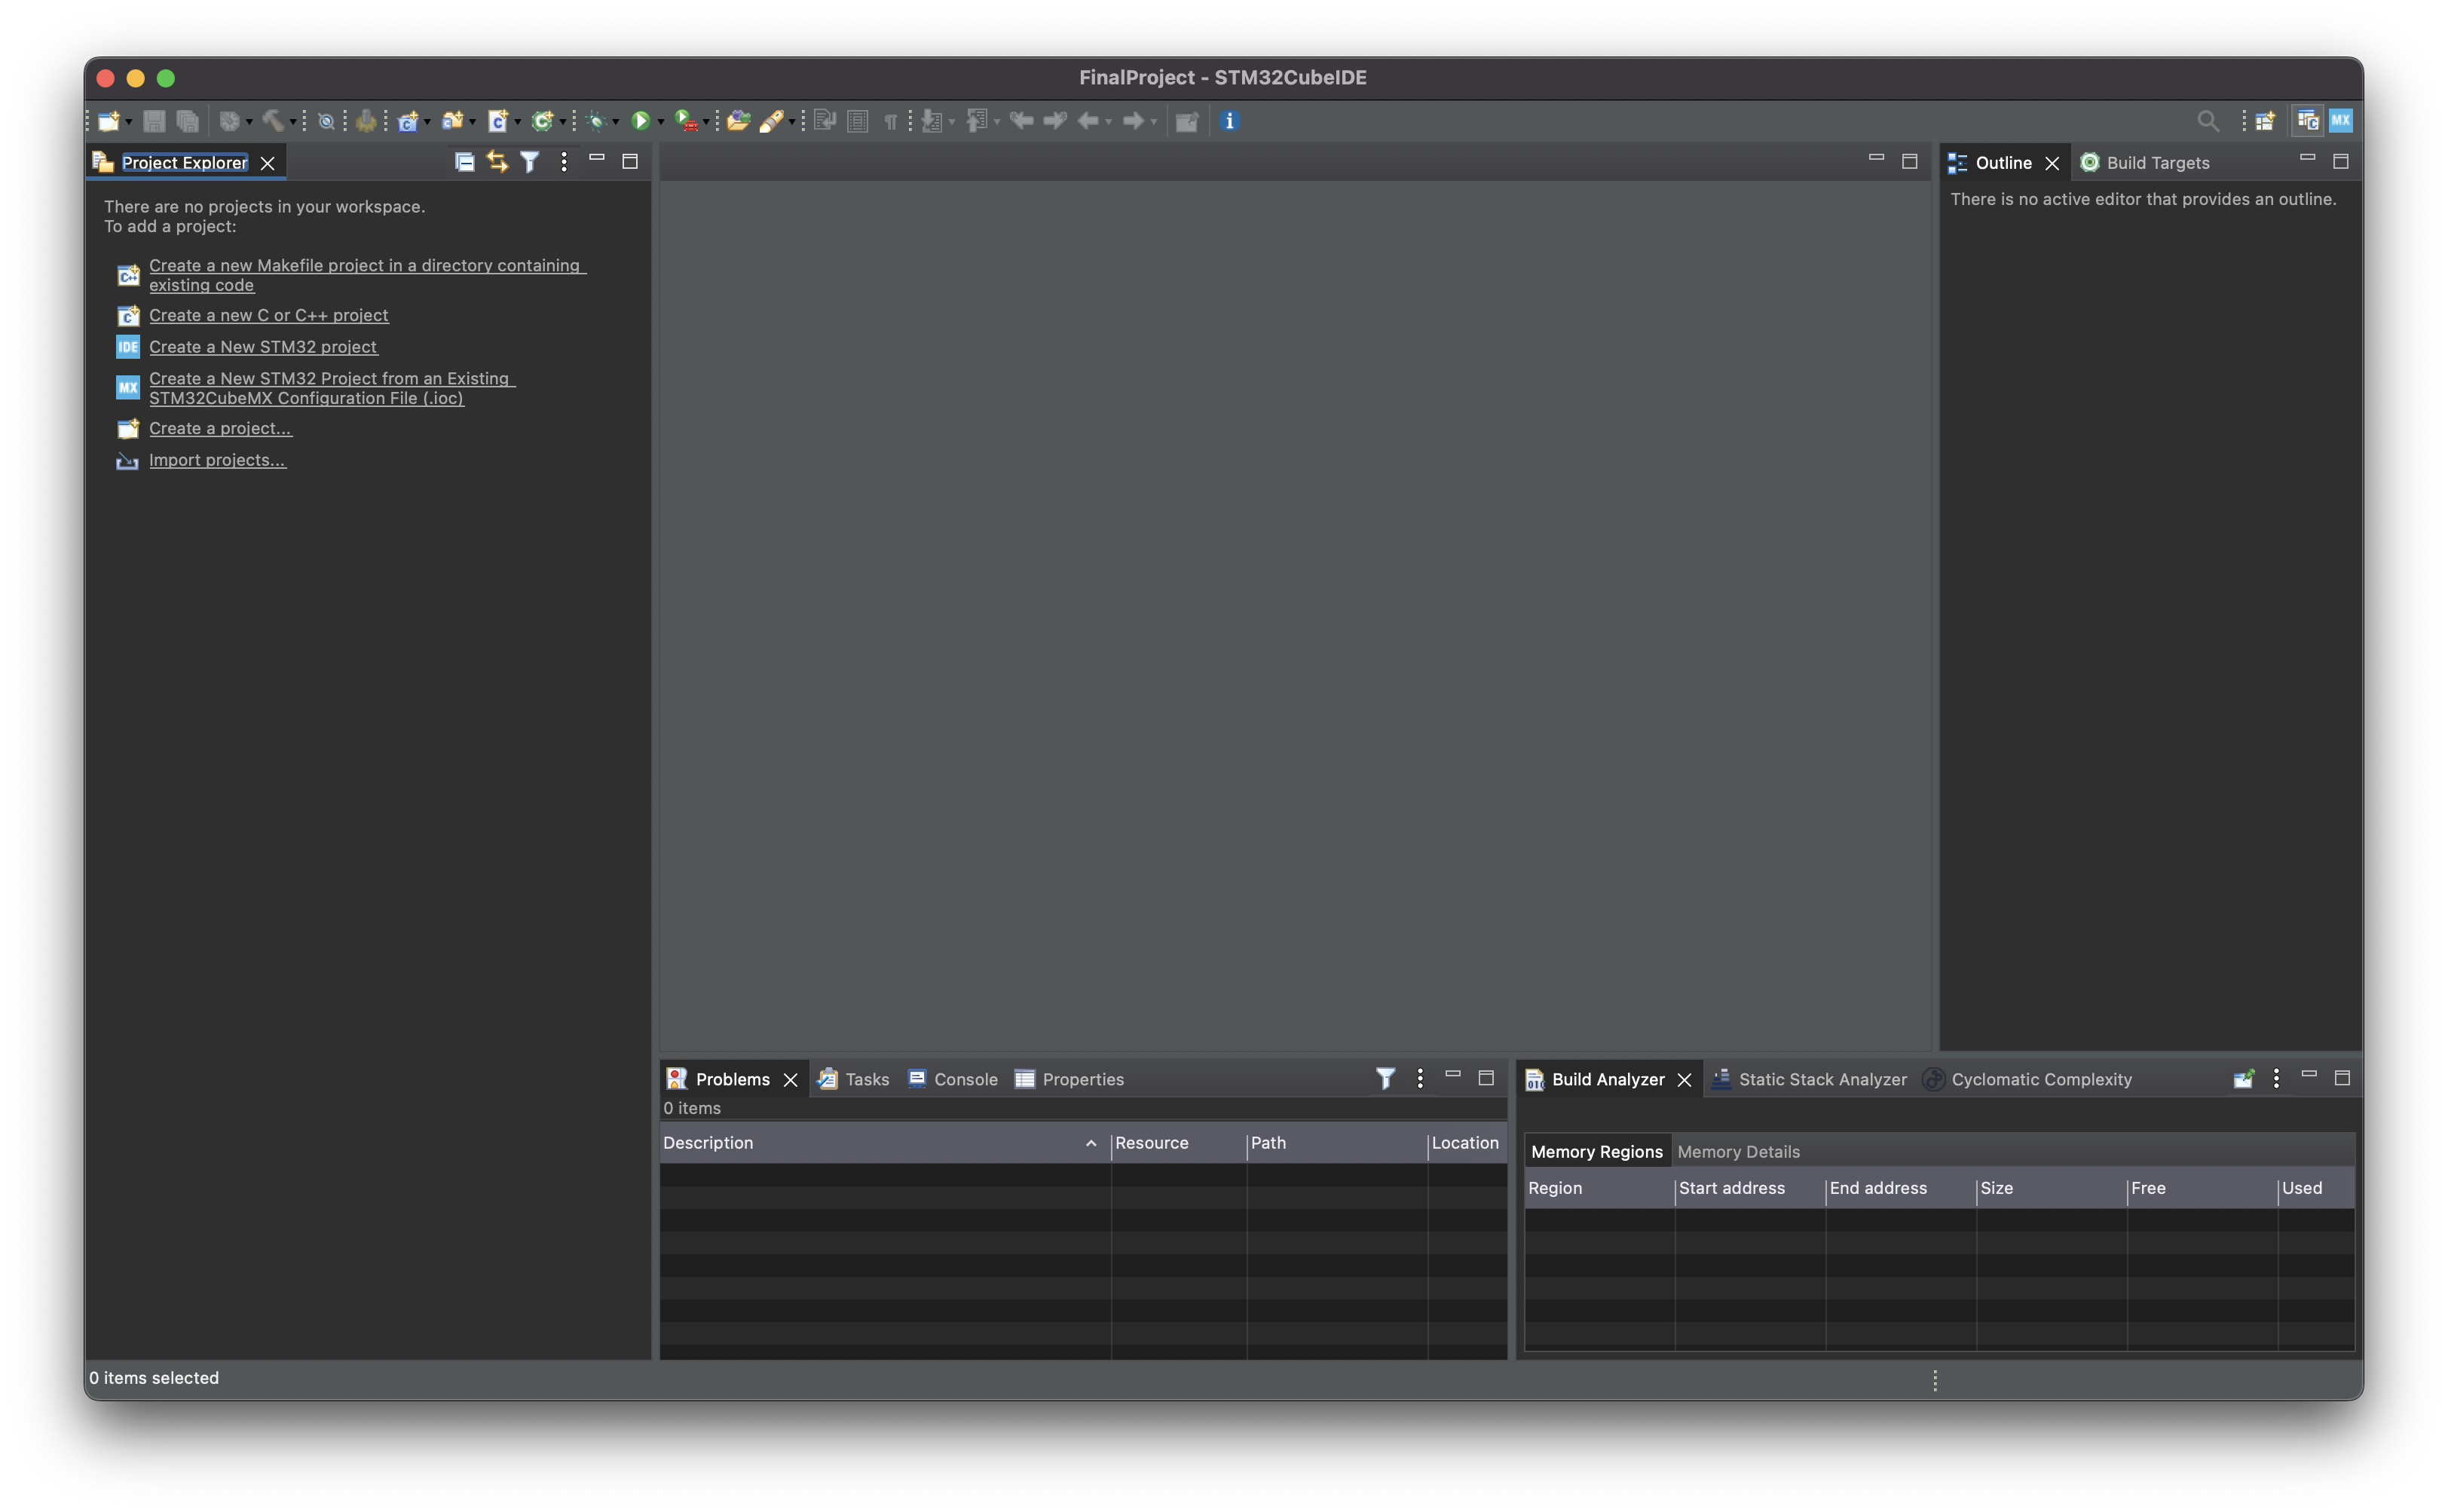 FinalProject - STM32CubeIDE
MX
Project Explorer
There are no projects in your workspace.
To add a project:
Create a new Makefile project in a directory containing
existing code
Create a new C or C++ project
IDE Create a New STM32 project
MX Create a New STM32 Project from an Existing
STM32CubeMX Configuration File (.ioc)
Create a project...
Import projects...
Outline Build Targets
There is no active editor that provides an outline.
Problems Tasks Console Properties
0 items
Description Resource Path Location
Build Analyzer Static Stack Analyzer Cyclomatic Complexity
Memory Regions Memory Details
Region Start address End address Size Free Used
0 items selected